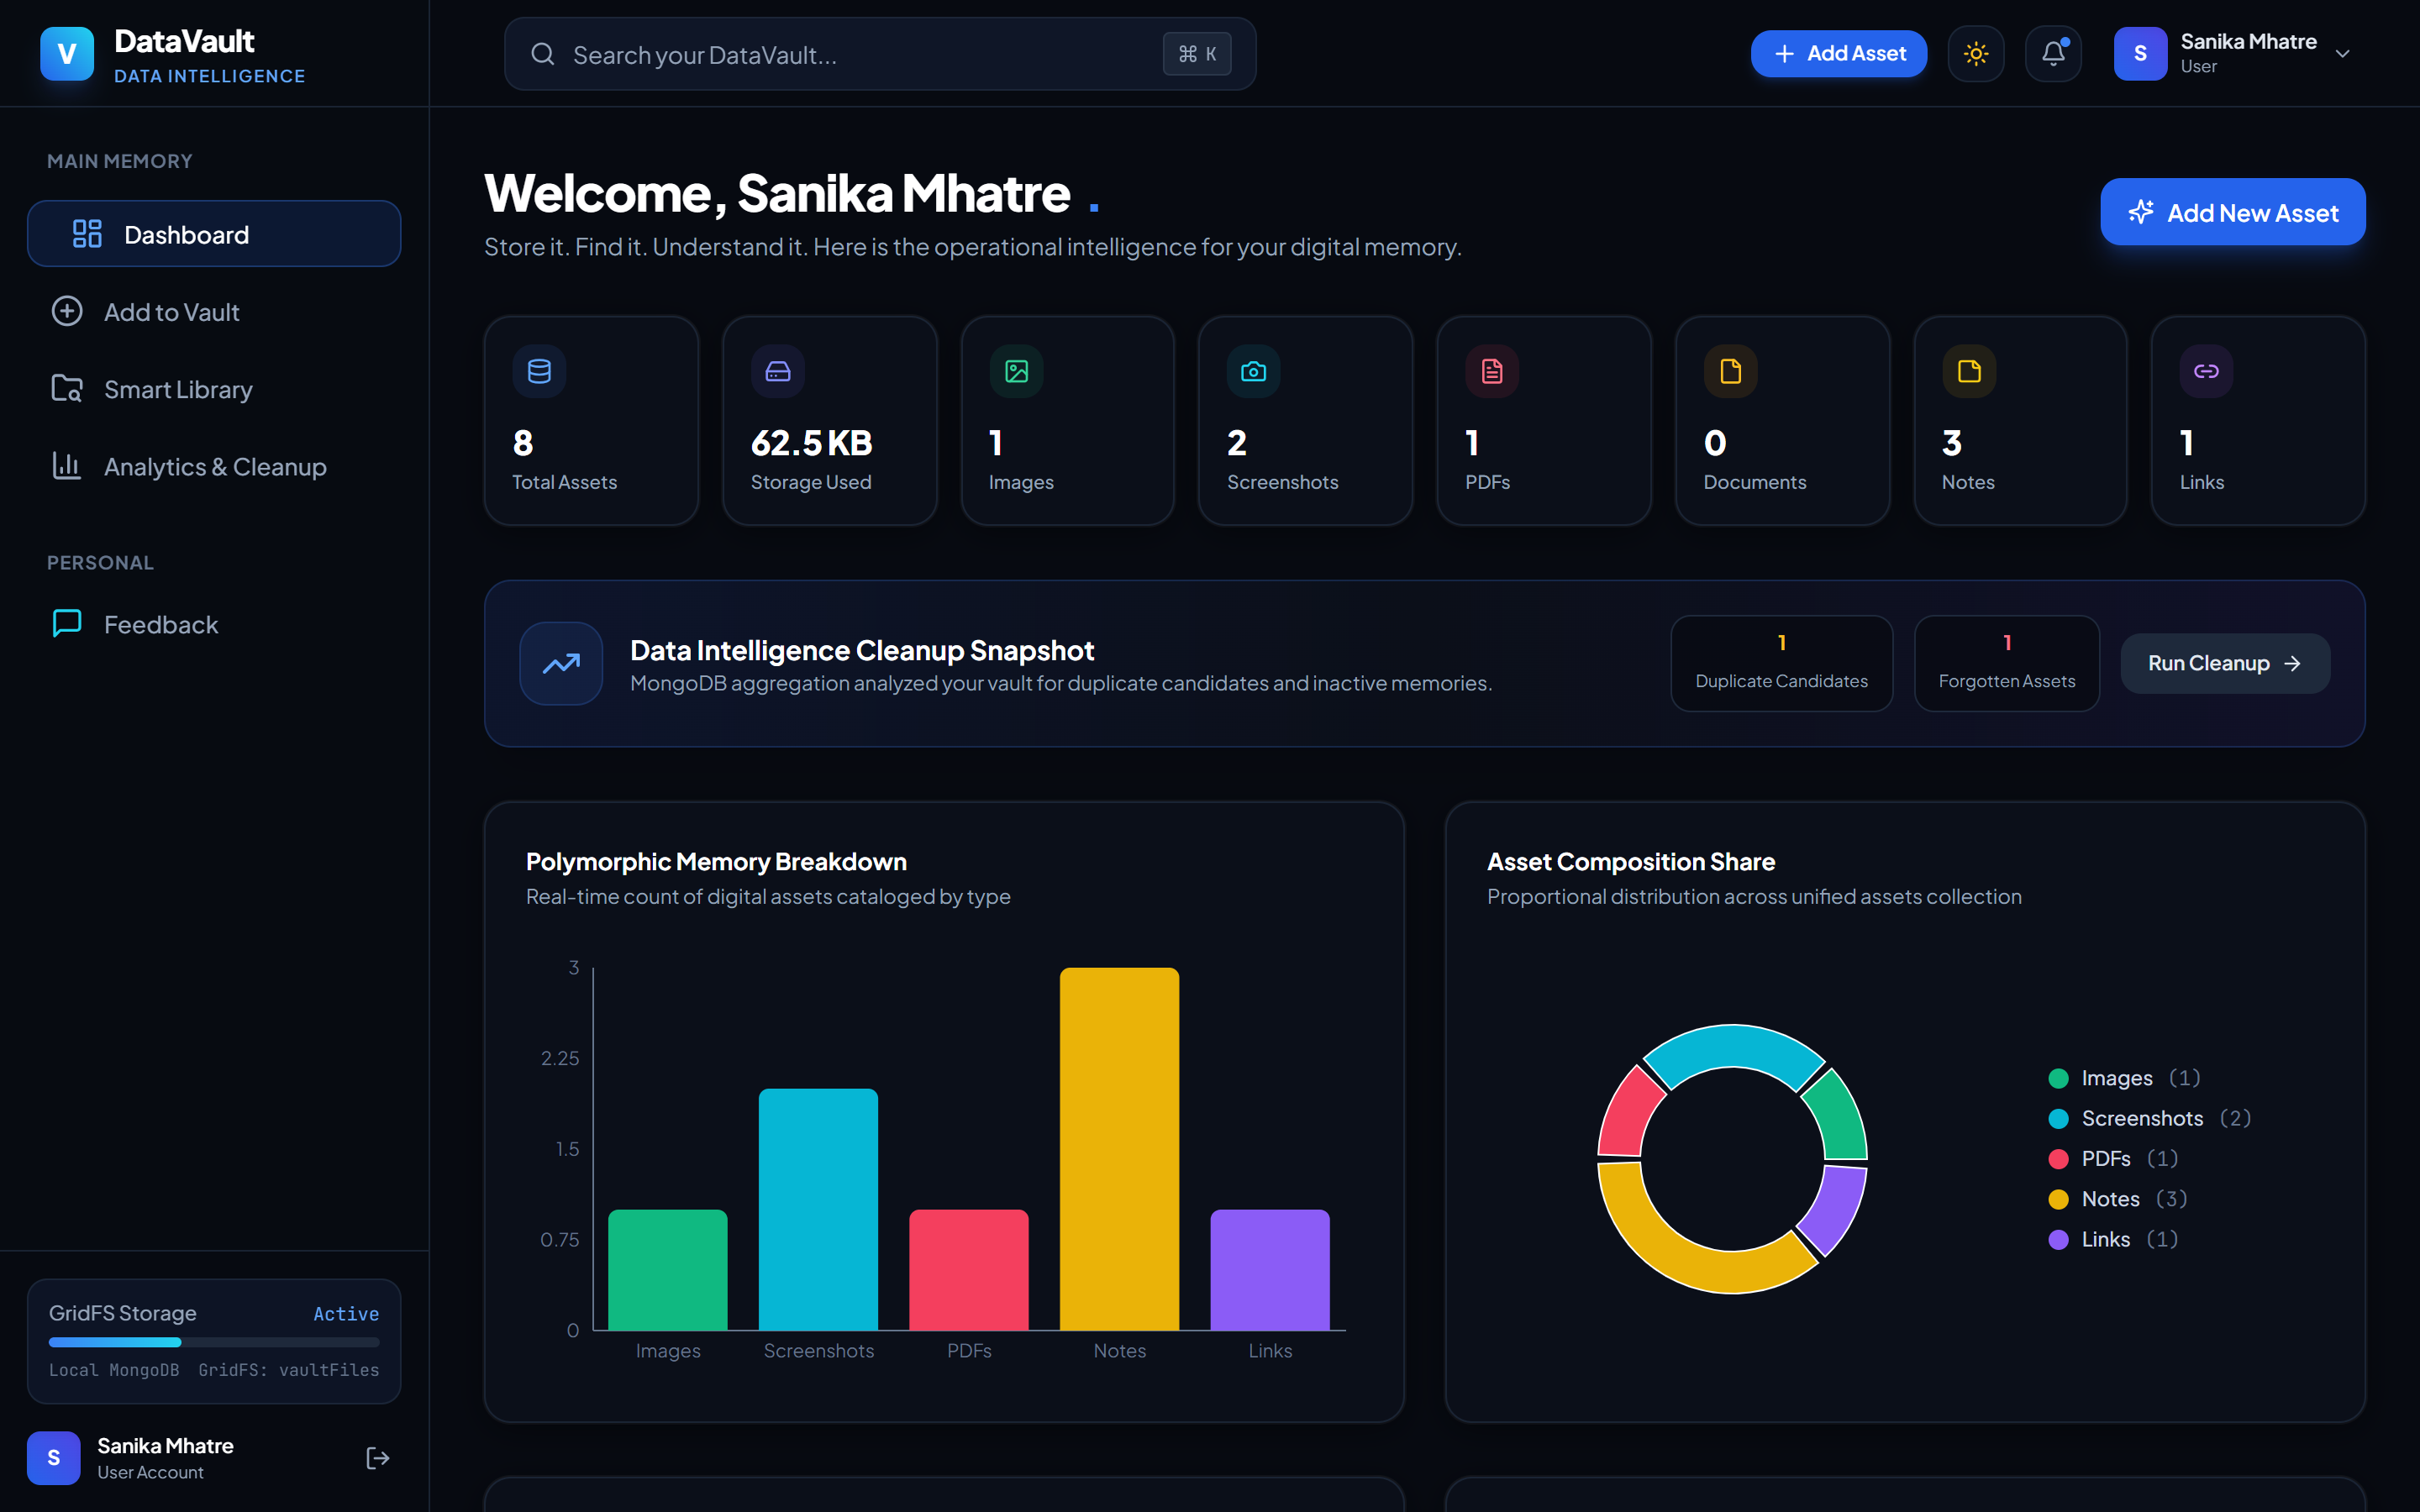 V
DataVault
DATA INTELLIGENCE
Search your DataVault...
⌘ K
+ Add Asset
S
Sanika Mhatre
User
MAIN MEMORY
Dashboard
Add to Vault
Smart Library
Analytics & Cleanup
PERSONAL
Feedback
GridFS Storage
Active
Local MongoDB
GridFS: vaultFiles
S
Sanika Mhatre
User Account
Welcome, Sanika Mhatre .
Store it. Find it. Understand it. Here is the operational intelligence for your digital memory.
Add New Asset
8
Total Assets
62.5 KB
Storage Used
1
Images
2
Screenshots
1
PDFs
0
Documents
3
Notes
1
Links
Data Intelligence Cleanup Snapshot
MongoDB aggregation analyzed your vault for duplicate candidates and inactive memories.
1
Duplicate Candidates
1
Forgotten Assets
Run Cleanup →
Polymorphic Memory Breakdown
Real-time count of digital assets cataloged by type
3
2.25
1.5
0.75
0
Images
Screenshots
PDFs
Notes
Links
Asset Composition Share
Proportional distribution across unified assets collection
Images (1)
Screenshots (2)
PDFs (1)
Notes (3)
Links (1)